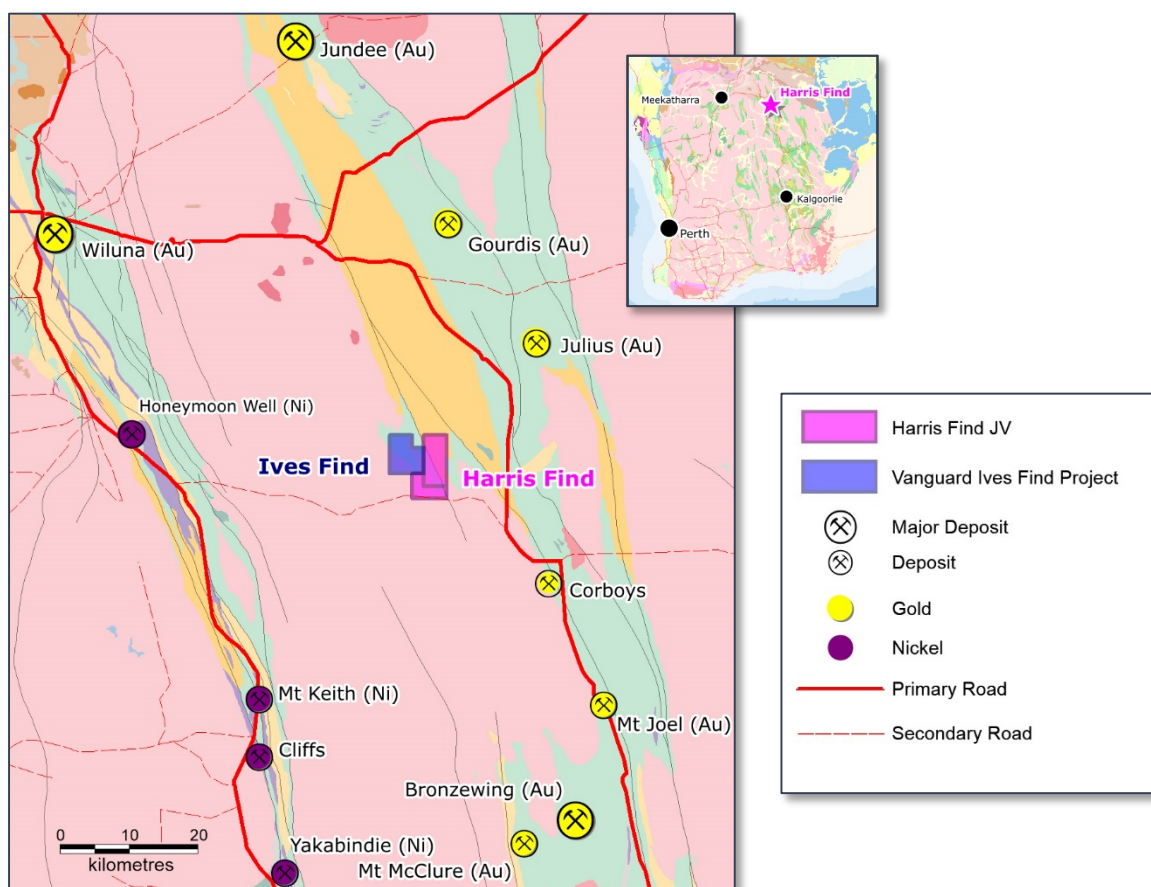 Jundee (Au)
Wiluna (Au)
Gourdis (Au)
Julius (Au)
Honeymoon Well (Ni)
Ives Find
Harris Find
Corboys
Mt Keith (Ni)
Mt Joel (Au)
Cliffs
Bronzewing (Au)
Yakabindie (Ni)
Mt McClure (Au)
0 10 20
kilometres
Harris Find
Meekatharra
Kalgoorlie
Perth
Harris Find JV
Vanguard Ives Find Project
Major Deposit
Deposit
Gold
Nickel
Primary Road
Secondary Road